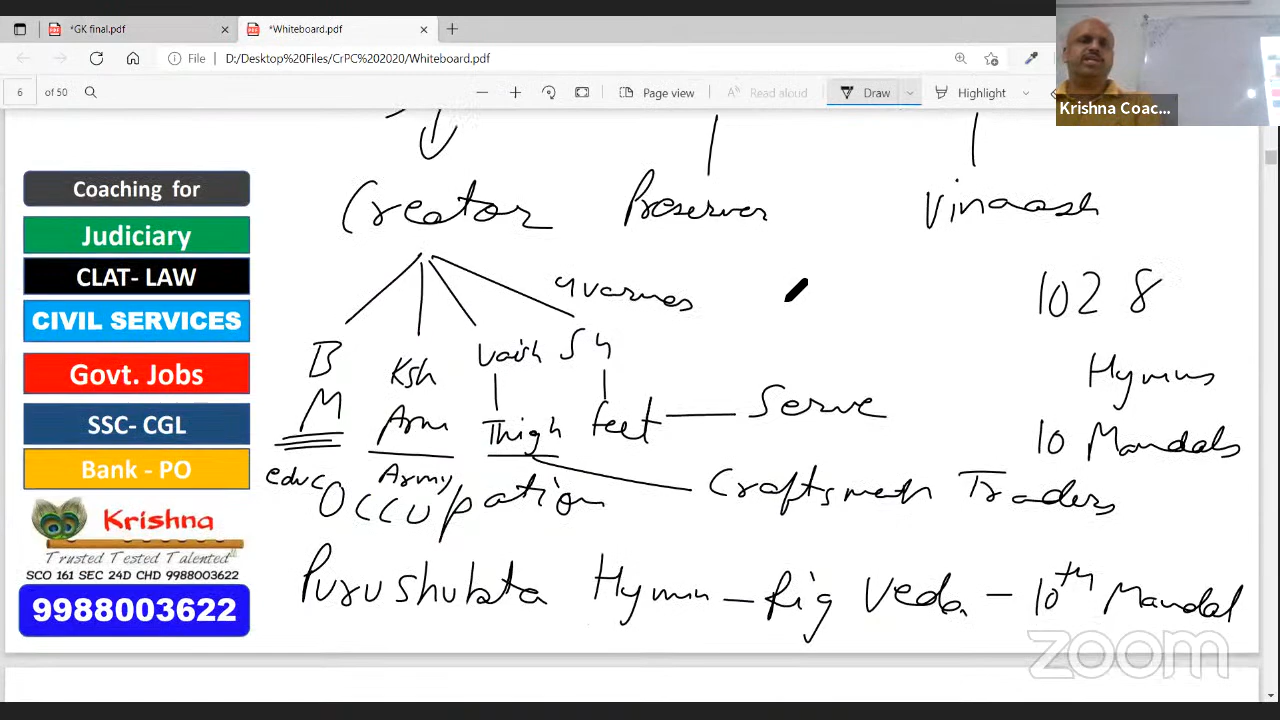 *GK final.pdf
*Whiteboard.pdf
File D:/Desktop%20Files/CrPC%202021/Whiteboard.pdf
6 of 50
Page view
Read aloud
Draw
Highlight
Krishna Coac...
Creator Preserver Vinaash
4 varnas
1028
Hymns
10 Mandals
B Ksh Vaish Sh
M Arm Thigh feet — Serve
educ Army
Occupation
Craftsmeth Traders
Purushukta Hymn - Rig Veda - 10th Mandal
Coaching for
Judiciary
CLAT- LAW
CIVIL SERVICES
Govt. Jobs
SSC- CGL
Bank - PO
Krishna
Trusted Tested Talented
SCO 161 SEC 24D CHD 9988003622
9988003622
zoom